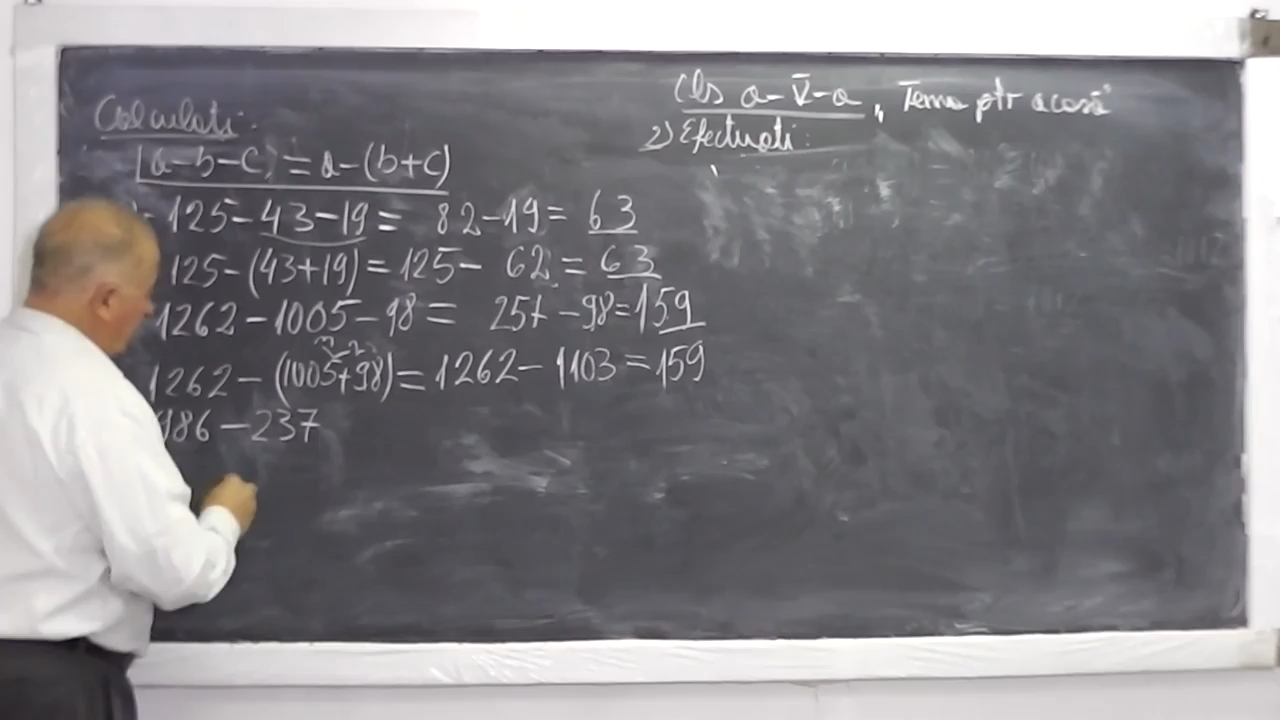 Calculati:
(a-b-c) = a-(b+c)
125-43-19 = 82-19 = 63
125-(43+19) = 125- 62 = 63
1262-1005-98 = 257 -98=159
1262-(1005+98) = 1262- 1103 = 159
986-237
Cls a-V-a „Tema ptr acasă"
2) Efectuati: